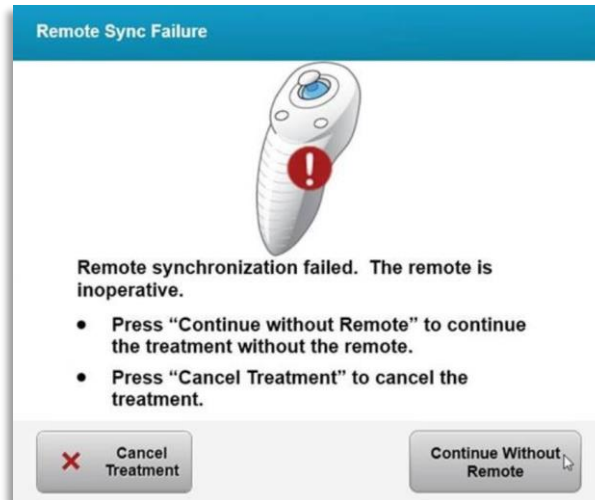 Remote Sync Failure
Remote synchronization failed.  The remote is
inoperative.
• Press “Continue without Remote” to continue
the treatment without the remote.
• Press “Cancel Treatment” to cancel the
treatment.
Cancel
Treatment
Continue Without
Remote